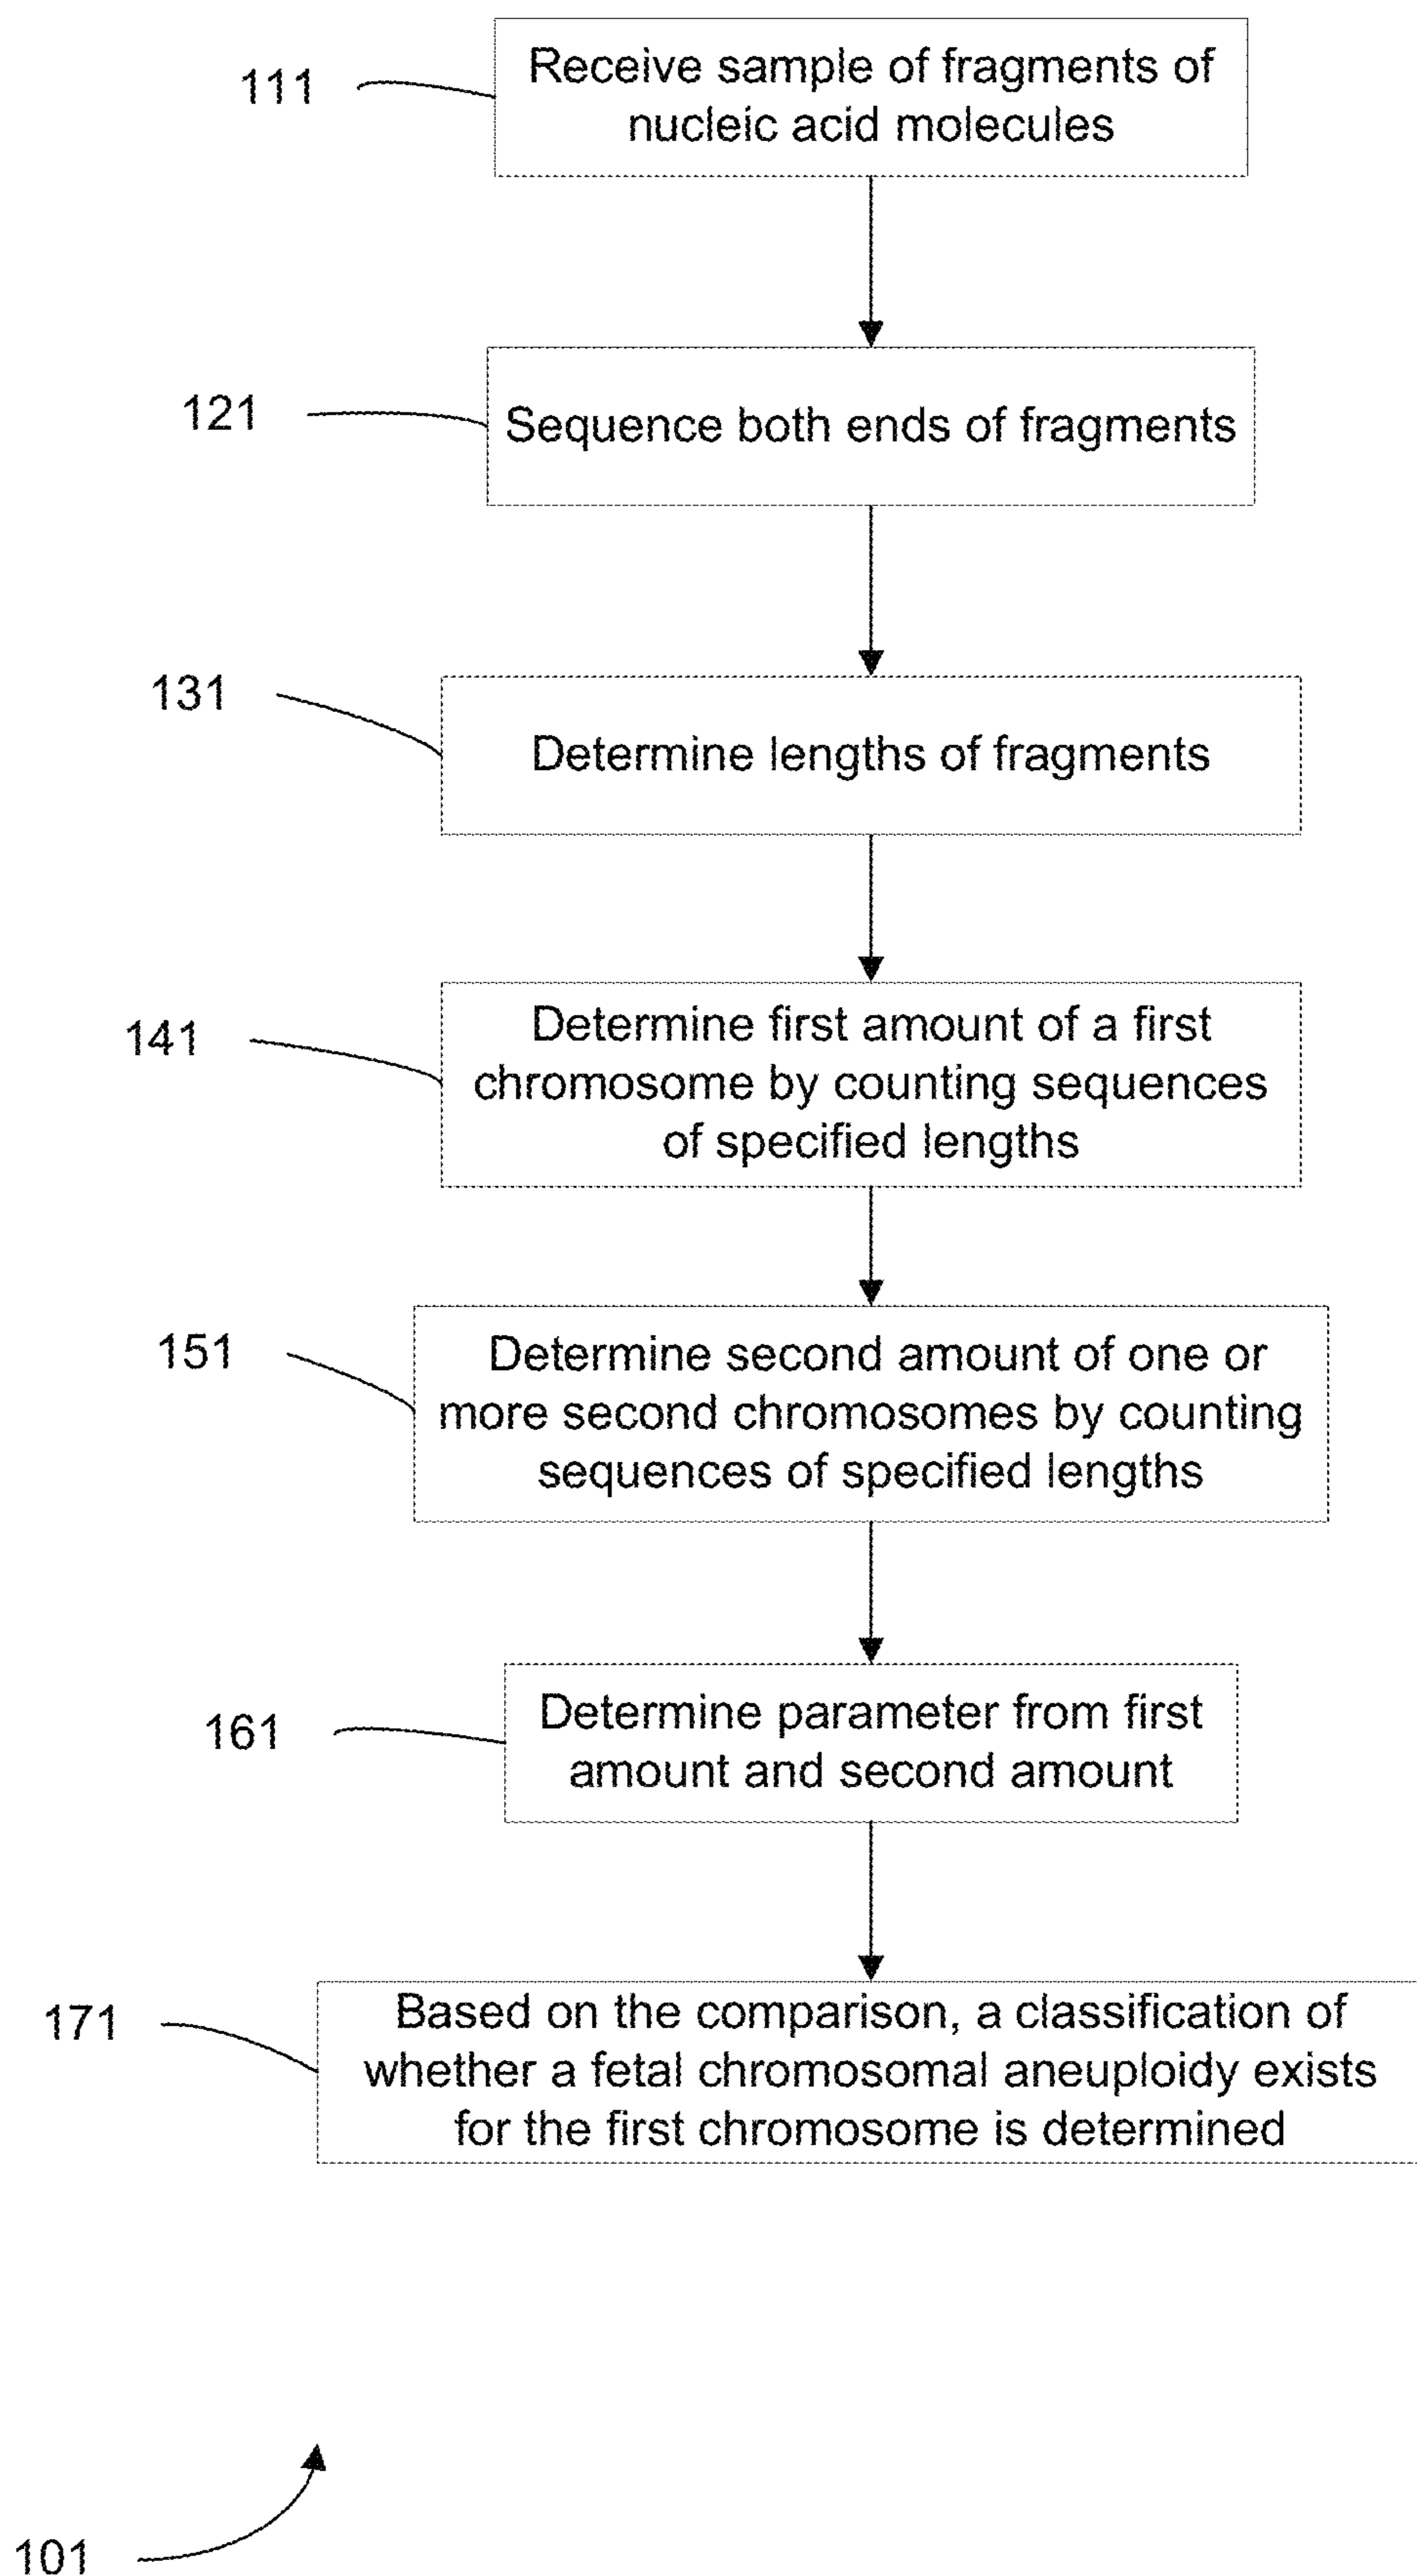 111
Receive sample of fragments of
nucleic acid molecules
121
Sequence both ends of fragments
131
Determine lengths of fragments
141
Determine first amount of a first
chromosome by counting sequences
of specified lengths
151
Determine second amount of one or
more second chromosomes by counting
sequences of specified lengths
161
Determine parameter from first
amount and second amount
171
Based on the comparison, a classification of
whether a fetal chromosomal aneuploidy exists
for the first chromosome is determined
101